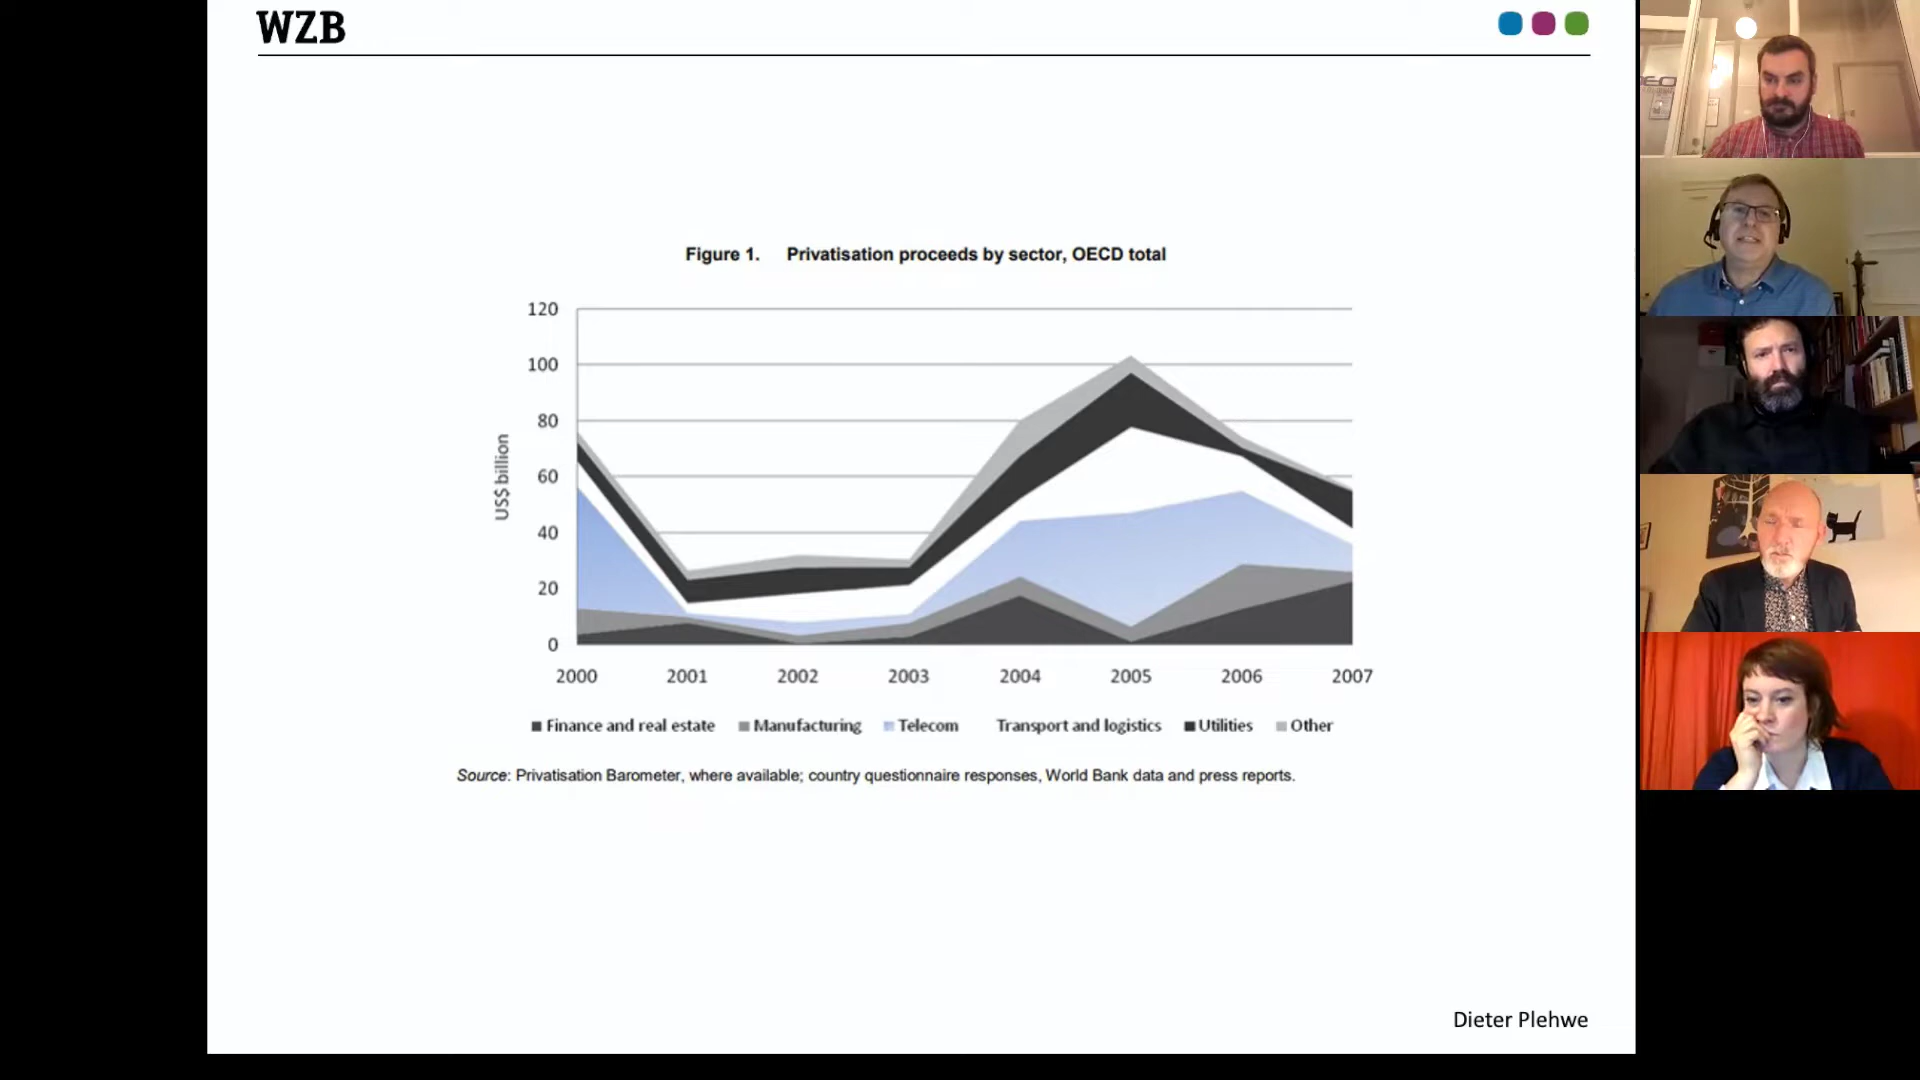 WZB
Figure 1. Privatisation proceeds by sector, OECD total
120
100
80
60
40
20
0
US$ billion
2000 2001 2002 2003 2004 2005 2006 2007
Finance and real estate Manufacturing Telecom Transport and logistics Utilities Other
Source: Privatisation Barometer, where available; country questionnaire responses, World Bank data and press reports.
Dieter Plehwe